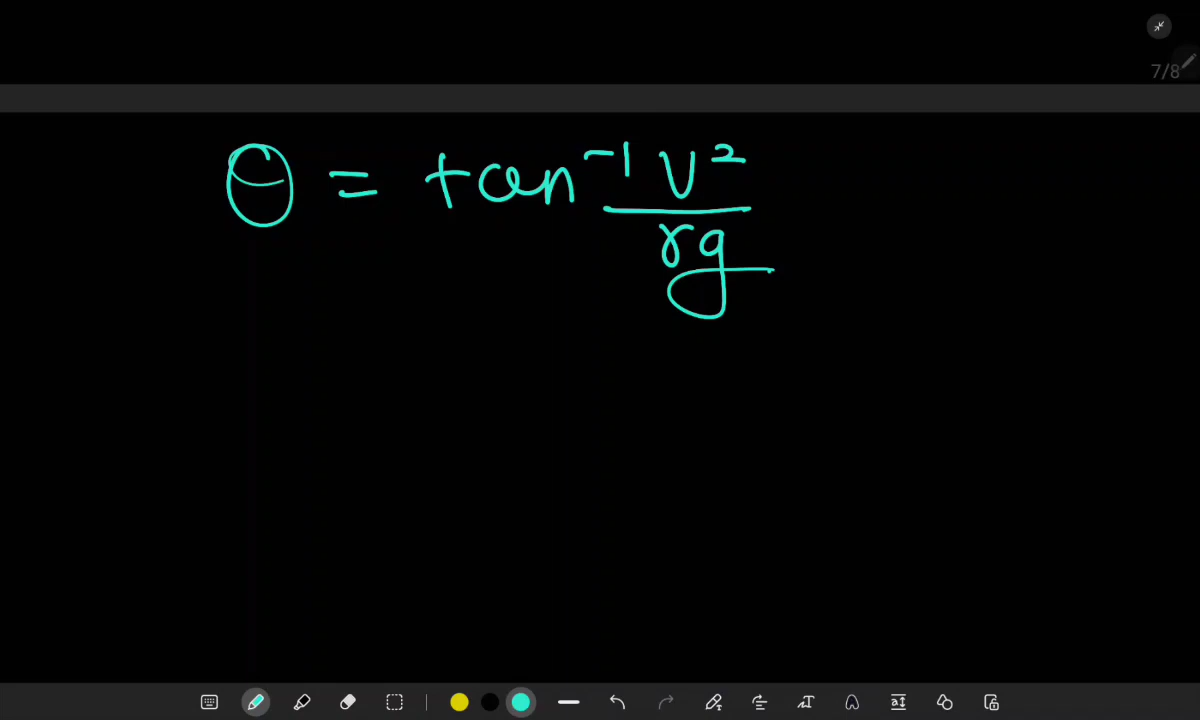 7/8
θ = tan⁻¹ v²
rg